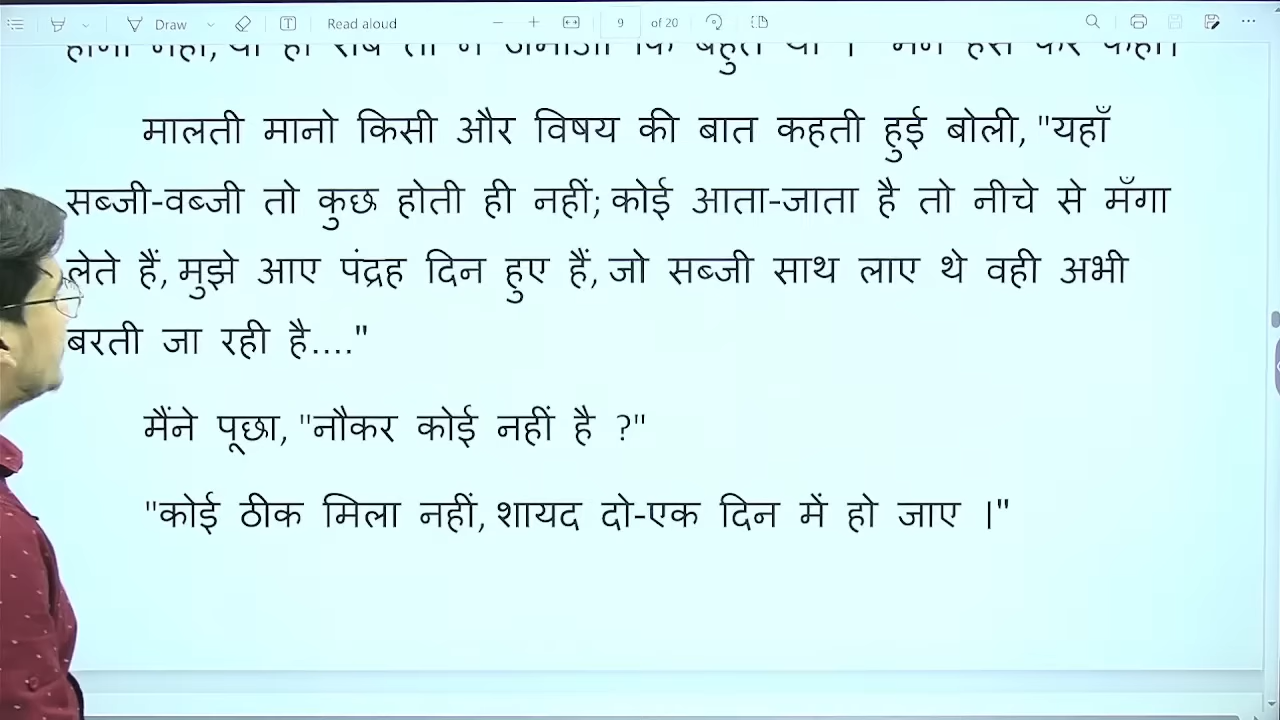 Draw
Read aloud
9
of 20
मालती मानो किसी और विषय की बात कहती हुई बोली, "यहाँ
सब्जी-वब्जी तो कुछ होती ही नहीं; कोई आता-जाता है तो नीचे से मँगा
लेते हैं, मुझे आए पंद्रह दिन हुए हैं, जो सब्जी साथ लाए थे वही अभी
बरती जा रही है...."
मैंने पूछा, "नौकर कोई नहीं है ?"
"कोई ठीक मिला नहीं, शायद दो-एक दिन में हो जाए ।"